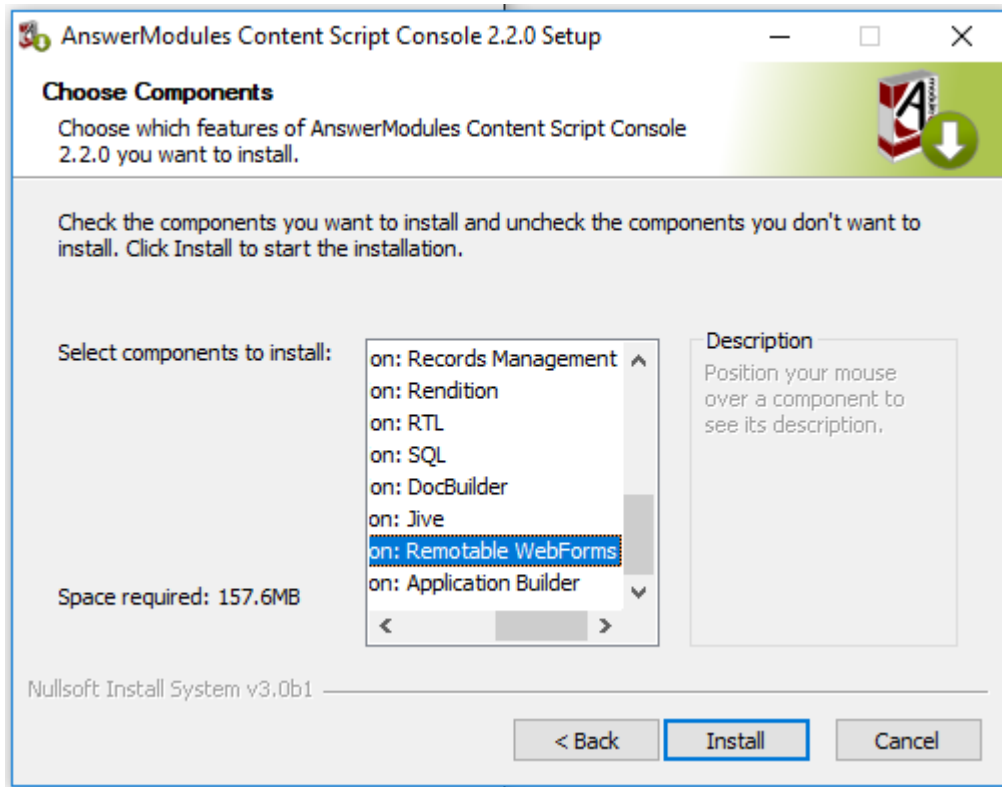 AnswerModules Content Script Console 2.2.0 Setup
Choose Components
Choose which features of AnswerModules Content Script Console
2.2.0 you want to install.
Check the components you want to install and uncheck the components you don't want to
install. Click Install to start the installation.
Select components to install:
on: Records Management
on: Rendition
on: RTL
on: SQL
on: DocBuilder
on: Jive
on: Remotable WebForms
on: Application Builder
Description
Position your mouse
over a component to
see its description.
Space required: 157.6MB
Nullsoft Install System v3.0b1
< Back
Install
Cancel